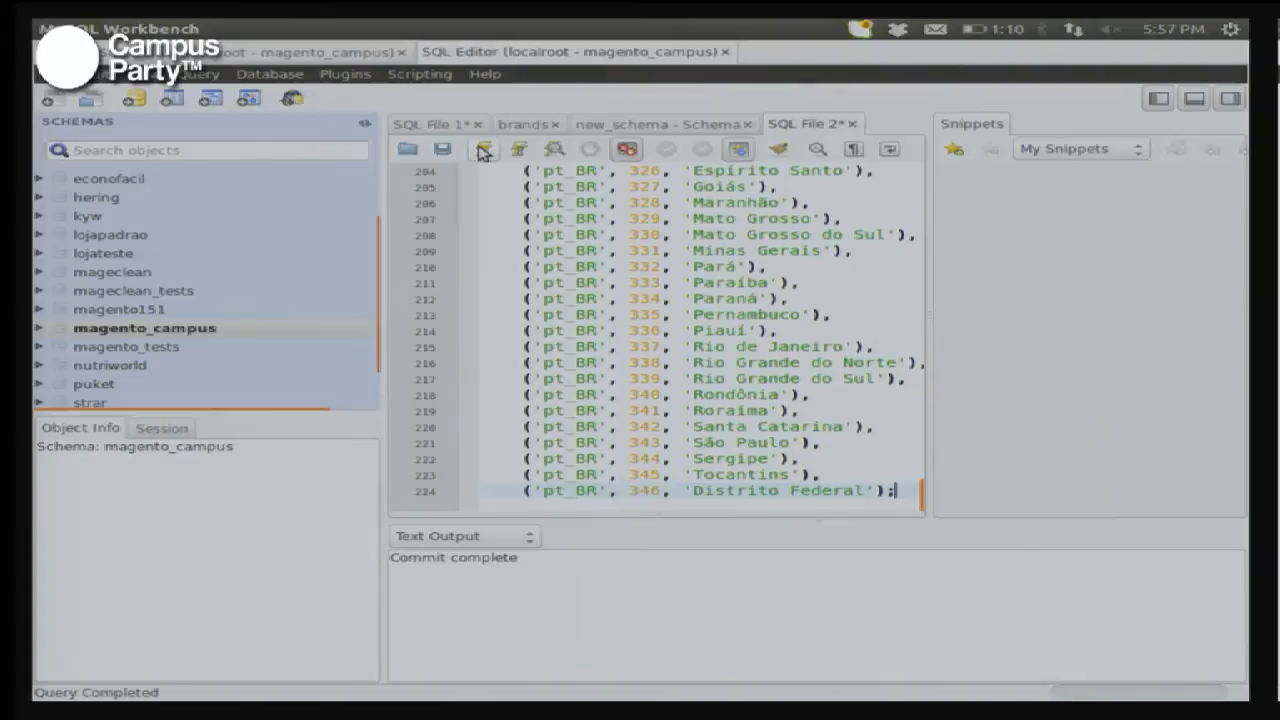 MySQL Workbench
1:10
5:57 PM
Campus
Party™
root - magento_campus) ×
SQL Editor (localroot - magento_campus) ×
Query
Database
Plugins
Scripting
Help
SCHEMAS
Search objects
econofacil
hering
kyw
lojapadrao
lojateste
mageclean
mageclean_tests
magento151
magento_campus
magento_tests
nutriworld
puket
strar
Object Info
Session
Schema: magento_campus
SQL File 1* ×
brands ×
new_schema - Schema ×
SQL File 2* ×
204 ('pt_BR', 326, 'Espírito Santo'),
205 ('pt_BR', 327, 'Goiás'),
206 ('pt_BR', 328, 'Maranhão'),
207 ('pt_BR', 329, 'Mato Grosso'),
208 ('pt_BR', 330, 'Mato Grosso do Sul'),
209 ('pt_BR', 331, 'Minas Gerais'),
210 ('pt_BR', 332, 'Pará'),
211 ('pt_BR', 333, 'Paraíba'),
212 ('pt_BR', 334, 'Paraná'),
213 ('pt_BR', 335, 'Pernambuco'),
214 ('pt_BR', 336, 'Piauí'),
215 ('pt_BR', 337, 'Rio de Janeiro'),
216 ('pt_BR', 338, 'Rio Grande do Norte'),
217 ('pt_BR', 339, 'Rio Grande do Sul'),
218 ('pt_BR', 340, 'Rondônia'),
219 ('pt_BR', 341, 'Roraima'),
220 ('pt_BR', 342, 'Santa Catarina'),
221 ('pt_BR', 343, 'São Paulo'),
222 ('pt_BR', 344, 'Sergipe'),
223 ('pt_BR', 345, 'Tocantins'),
224 ('pt_BR', 346, 'Distrito Federal');
Snippets
My Snippets
Text Output
Commit complete
Query Completed